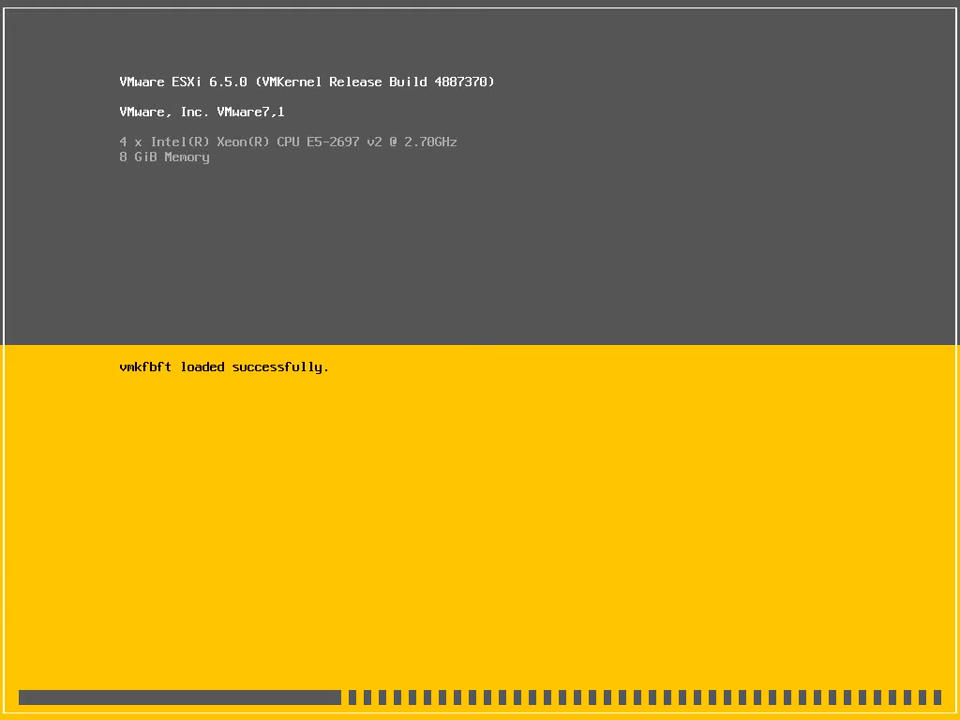 VMware ESXi 6.5.0 (VMKernel Release Build 4887370)
VMware, Inc. VMware7,1
4 x Intel(R) Xeon(R) CPU E5-2697 v2 @ 2.70GHz
8 GiB Memory
vmkfbft loaded successfully.